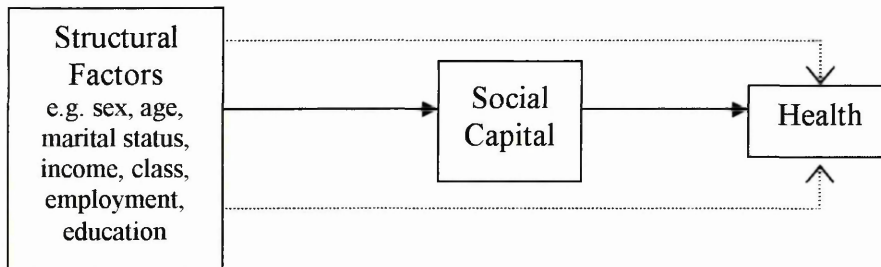 Structural
Factors
e.g. sex, age,
marital status,
income, class,
employment,
education
Social
Capital
Health